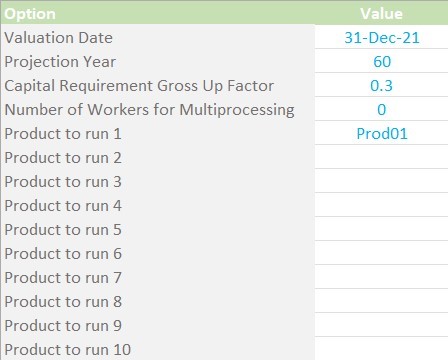 Option Value
Valuation Date 31-Dec-21
Projection Year 60
Capital Requirement Gross Up Factor 0.3
Number of Workers for Multiprocessing 0
Product to run 1 Prod01
Product to run 2
Product to run 3
Product to run 4
Product to run 5
Product to run 6
Product to run 7
Product to run 8
Product to run 9
Product to run 10